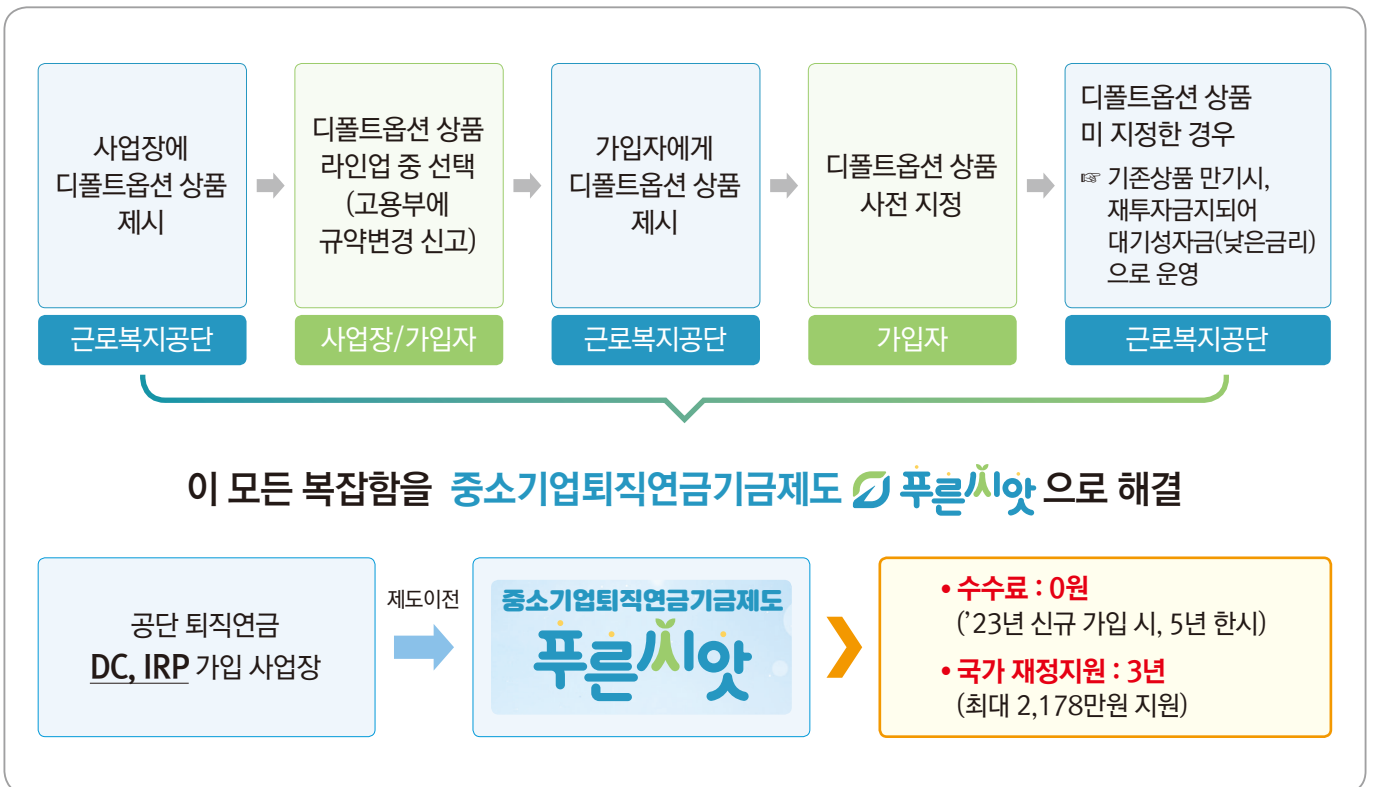 사업장에
디폴트옵션 상품
제시
근로복지공단
디폴트옵션 상품
라인업 중 선택
(고용부에
규약변경 신고)
사업장/가입자
가입자에게
디폴트옵션 상품
제시
근로복지공단
디폴트옵션 상품
사전 지정
가입자
디폴트옵션 상품
미 지정한 경우
☞ 기존상품 만기시,
재투자금지되어
대기성자금(낮은금리)
으로 운영
근로복지공단
이 모든 복잡함을 중소기업퇴직연금기금제도 푸른씨앗 으로 해결
공단 퇴직연금
DC, IRP 가입 사업장
제도이전
중소기업퇴직연금기금제도
푸른씨앗
• 수수료 : 0원
(’23년 신규 가입 시, 5년 한시)
• 국가 재정지원 : 3년
(최대 2,178만원 지원)